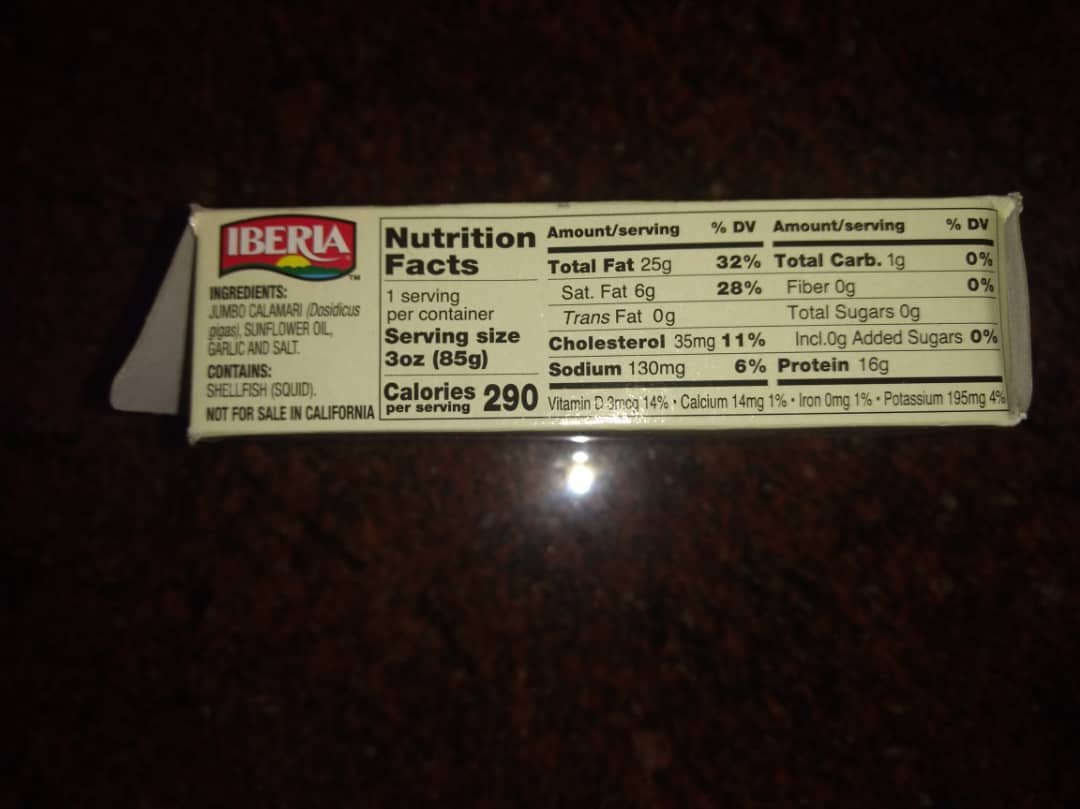 IBERIA
TM
INGREDIENTS:
JUMBO CALAMARI (Dosidicus
gigas), SUNFLOWER OIL,
GARLIC AND SALT.
CONTAINS:
SHELLFISH (SQUID).
NOT FOR SALE IN CALIFORNIA
Nutrition
Facts
1 serving
per container
Serving size
3oz (85g)
Calories
per serving 290
Amount/serving % DV
Total Fat 25g 32%
Sat. Fat 6g 28%
Trans Fat 0g
Cholesterol 35mg 11%
Sodium 130mg 6%
Amount/serving % DV
Total Carb. 1g 0%
Fiber 0g 0%
Total Sugars 0g
Incl.0g Added Sugars 0%
Protein 16g
Vitamin D 3mcg 14% • Calcium 14mg 1% • Iron 0mg 1% • Potassium 195mg 4%